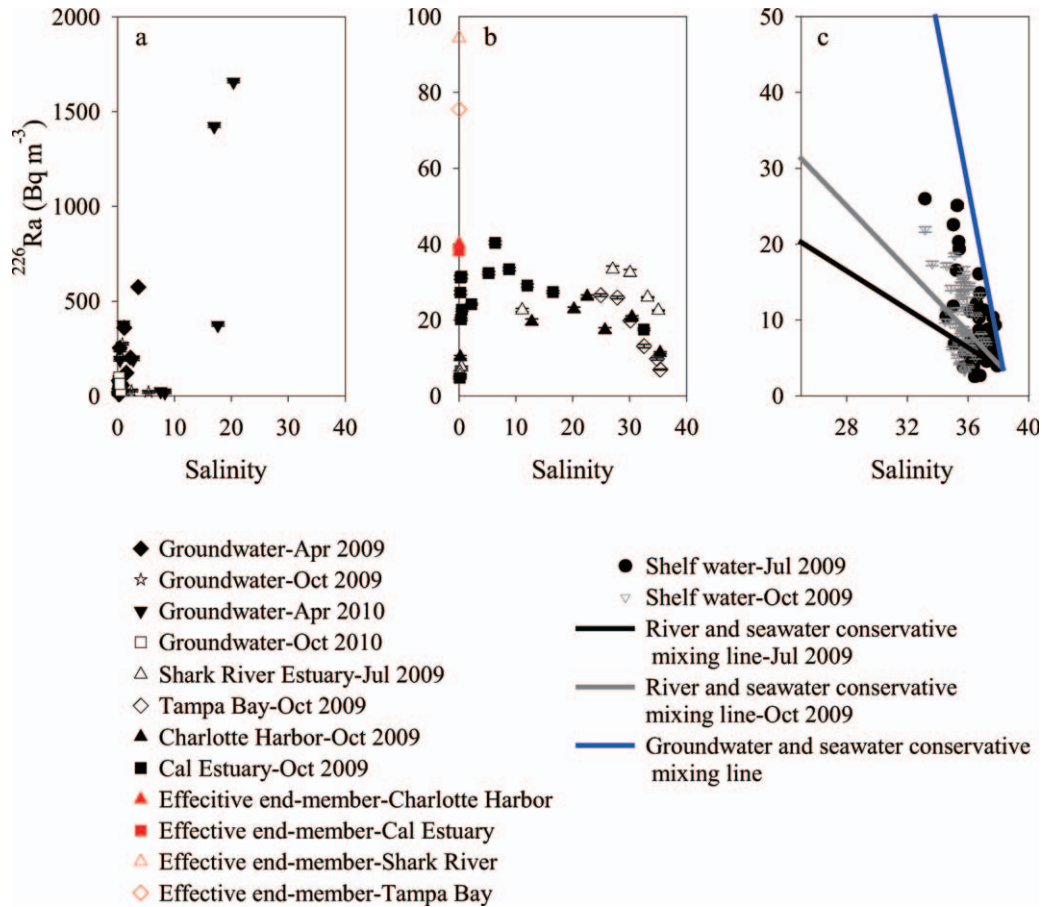 a
2000
1500
1000
500
0
0 20 40
Salinity
²²⁶Ra (Bq m⁻³)
b
100
80
60
40
20
0
0 10 20 30 40
Salinity
c
50
40
30
20
10
0
28 32 36 40
Salinity
Groundwater-Apr 2009
Groundwater-Oct 2009
Groundwater-Apr 2010
Groundwater-Oct 2010
Shark River Estuary-Jul 2009
Tampa Bay-Oct 2009
Charlotte Harbor-Oct 2009
Cal Estuary-Oct 2009
Effecitive end-member-Charlotte Harbor
Effective end-member-Cal Estuary
Effective end-member-Shark River
Effective end-member-Tampa Bay
Shelf water-Jul 2009
Shelf water-Oct 2009
River and seawater conservative
mixing line-Jul 2009
River and seawater conservative
mixing line-Oct 2009
Groundwater and seawater conservative
mixing line